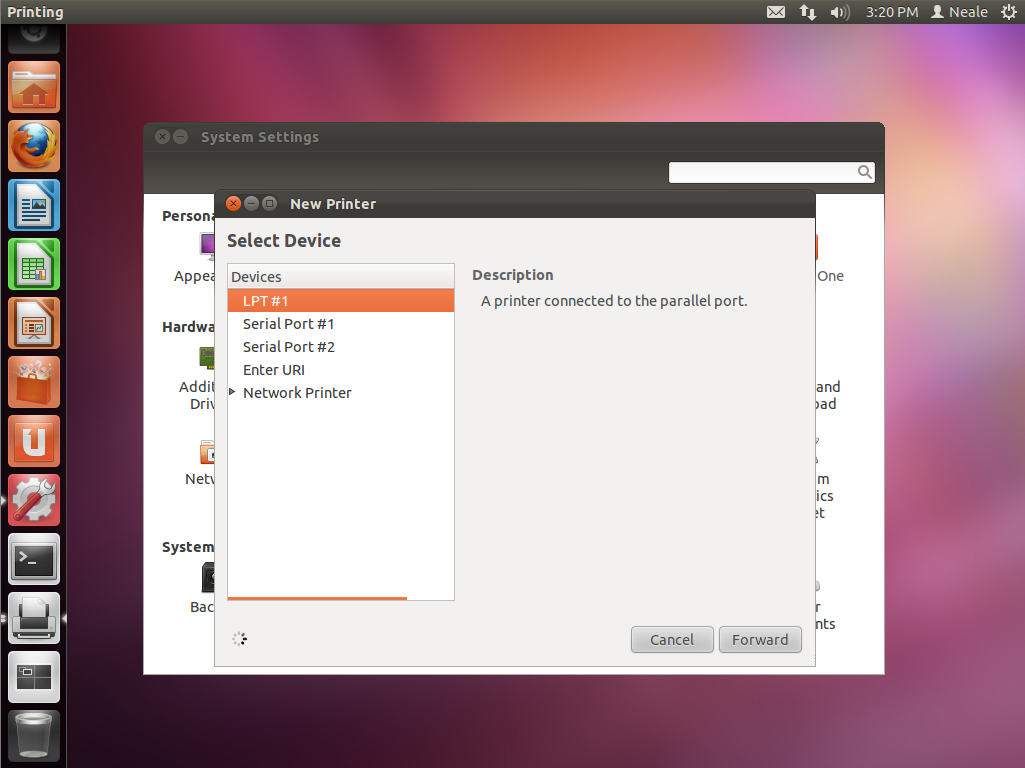 Printing
3:20 PM
Neale
System Settings
New Printer
Select Device
Devices
LPT #1
Serial Port #1
Serial Port #2
Enter URI
Network Printer
Description
A printer connected to the parallel port.
Cancel
Forward
Persona
Appea
One
Hardwa
Addit
Driv
and
oad
Netw
m
ics
et
System
Bac
r
nts